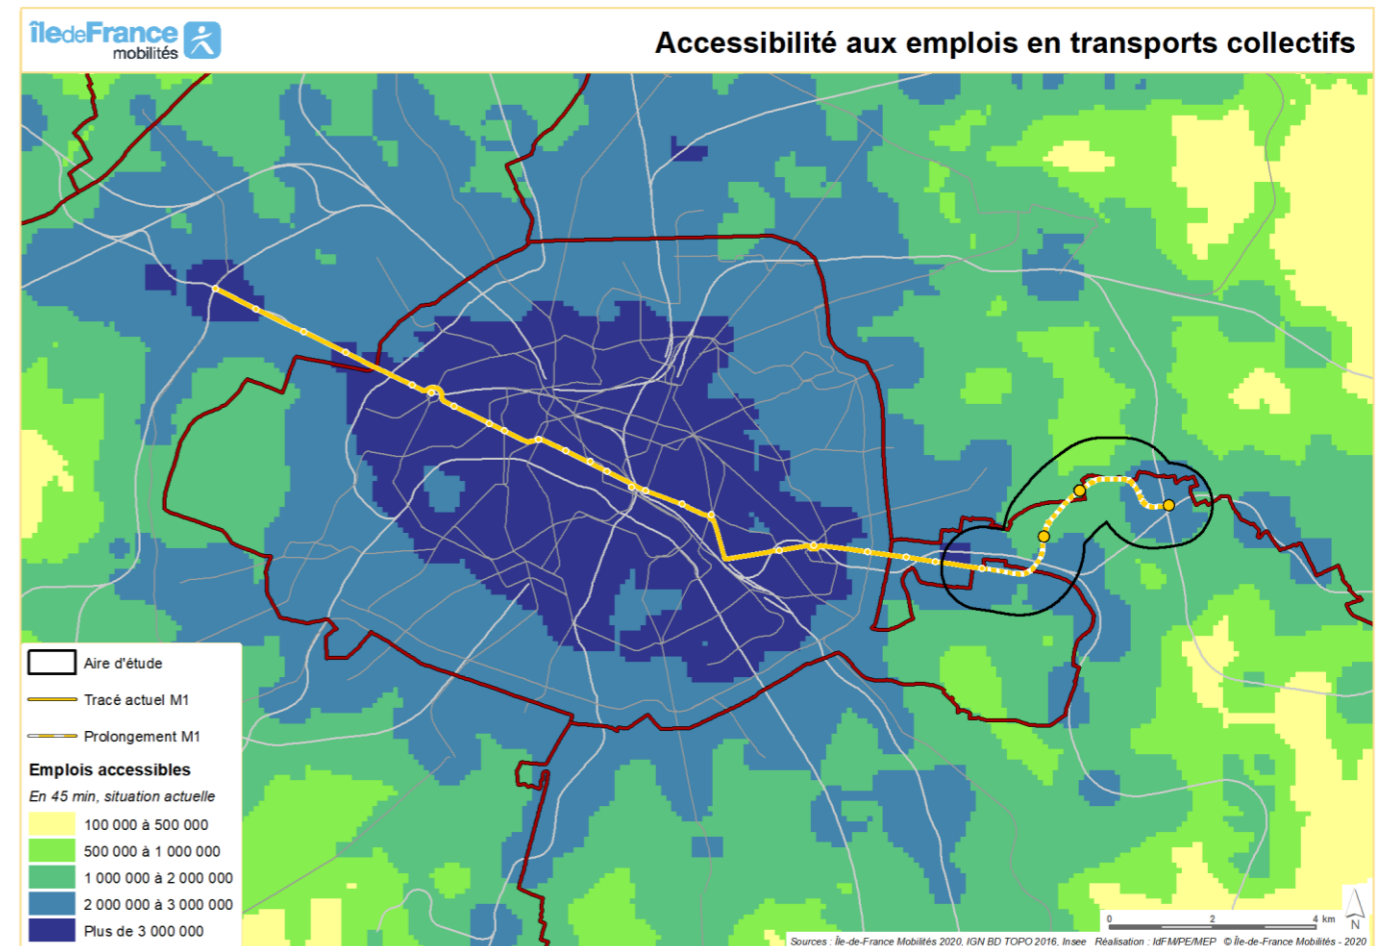 îledeFrance
mobilités
Accessibilité aux emplois en transports collectifs
Aire d'étude
Tracé actuel M1
Prolongement M1
Emplois accessibles
En 45 min, situation actuelle
100 000 à 500 000
500 000 à 1 000 000
1 000 000 à 2 000 000
2 000 000 à 3 000 000
Plus de 3 000 000
0 2 4 km
N
Sources : Île-de-France Mobilités 2020, IGN BD TOPO 2016, Insee Réalisation : IdFM/PE/MEP © Île-de-France Mobilités - 2020